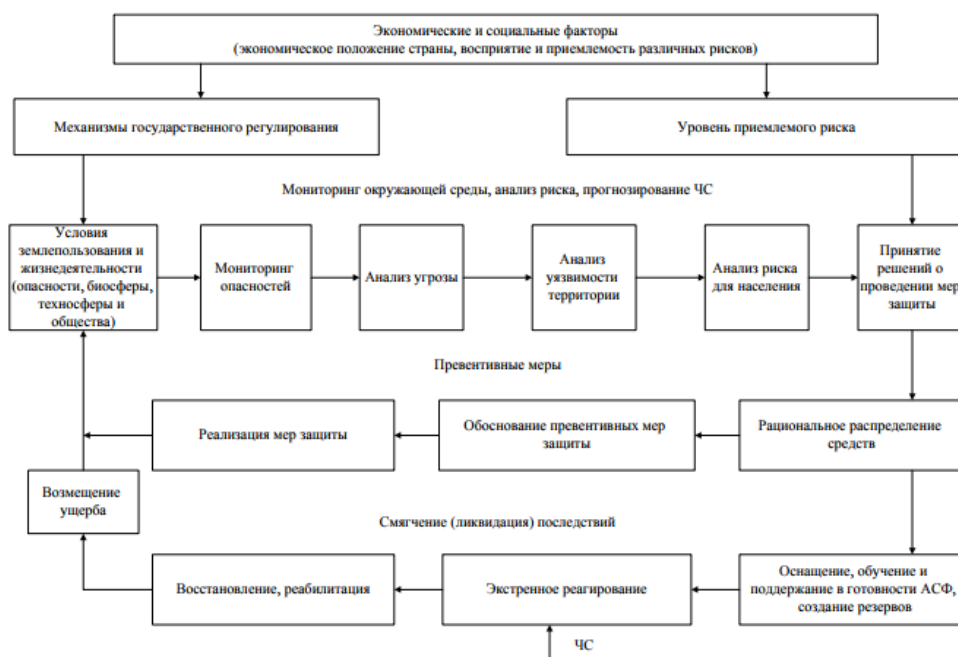 Экономические и социальные факторы
(экономическое положение страны, восприятие и приемлемость различных рисков)
Механизмы государственного регулирования
Уровень приемлемого риска
Мониторинг окружающей среды, анализ риска, прогнозирование ЧС
Условия
землепользования и
жизнедеятельности
(опасности, биосферы,
техносферы и
общества)
Мониторинг
опасностей
Анализ угрозы
Анализ
уязвимости
территории
Анализ риска
для населения
Принятие
решений о
проведении мер
защиты
Превентивные меры
Реализация мер защиты
Обоснование превентивных мер
защиты
Рациональное распределение
средств
Возмещение
ущерба
Смягчение (ликвидация) последствий
Восстановление, реабилитация
Экстренное реагирование
Оснащение, обучение и
поддержание в готовности АСФ,
создание резервов
ЧС